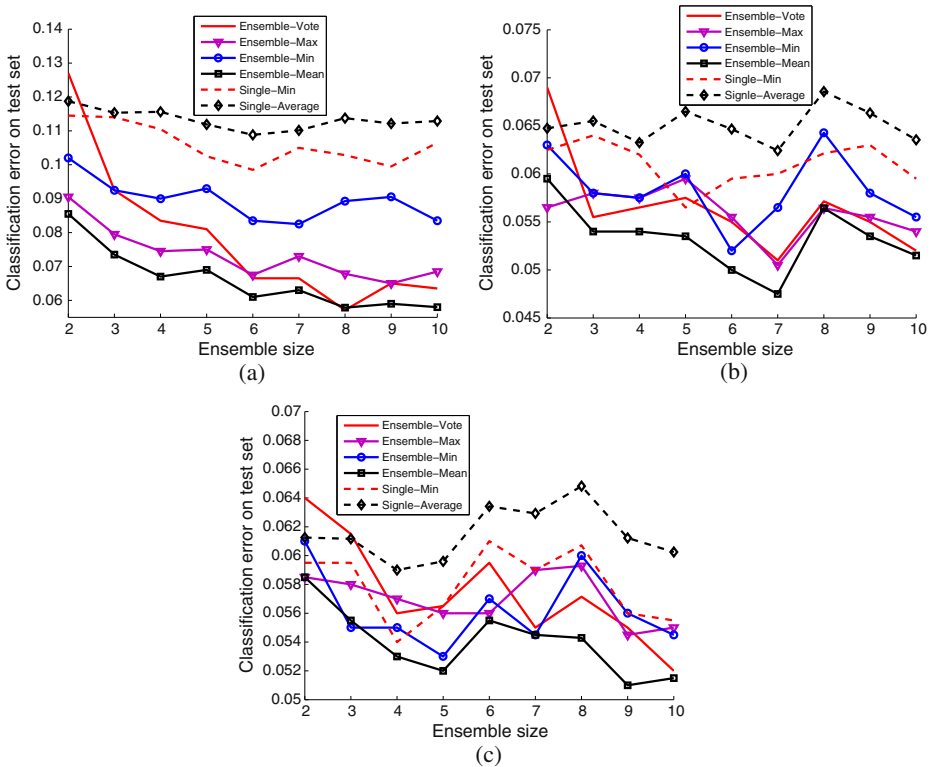 0.14
0.13
0.12
0.11
0.1
0.09
0.08
0.07
0.06
Classification error on test set
Ensemble−Vote
Ensemble−Max
Ensemble−Min
Ensemble−Mean
Single−Min
Single−Average
2 3 4 5 6 7 8 9 10
Ensemble size
(a)
0.075
0.07
0.065
0.06
0.055
0.05
0.045
Classification error on test set
Ensemble−Vote
Ensemble−Max
Ensemble−Min
Ensemble−Mean
Single−Min
Signle−Average
2 3 4 5 6 7 8 9 10
Ensemble size
(b)
0.07
0.068
0.066
0.064
0.062
0.06
0.058
0.056
0.054
0.052
0.05
Classification error on test set
Ensemble−Vote
Ensemble−Max
Ensemble−Min
Ensemble−Mean
Single−Min
Signle−Average
2 3 4 5 6 7 8 9 10
Ensemble size
(c)